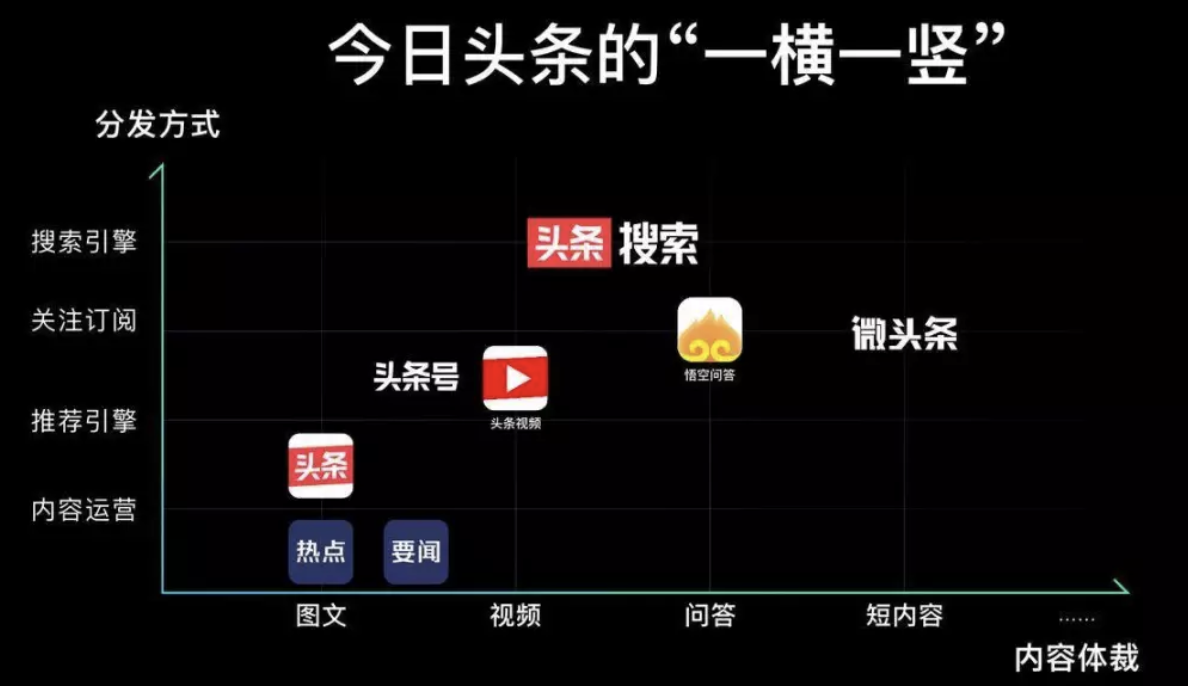 今日头条的“一横一竖”
分发方式
搜索引擎
头条 搜索
关注订阅
悟空问答
微头条
头条号
头条视频
推荐引擎
头条
内容运营
热点
要闻
图文
视频
问答
短内容
……
内容体裁